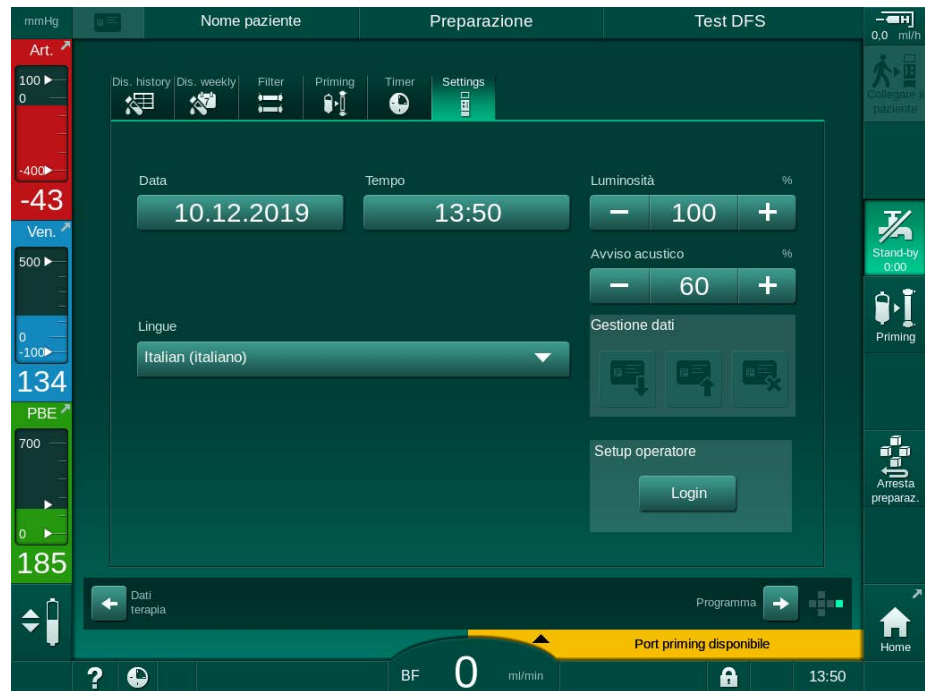 mmHg
Nome paziente
Preparazione
Test DFS
0,0 ml/h
Art.
100
0
-400
-43
Ven.
500
0
-100
134
PBE
700
0
185
Dis. history
Dis. weekly
Filter
Priming
Timer
Settings
Data
Tempo
Luminosità %
10.12.2019
13:50
− 100 +
Avviso acustico %
− 60 +
Lingue
Italian (italiano)
Gestione dati
Setup operatore
Login
Collegare il
paziente
Stand-by
0:00
Priming
Arresta
preparaz.
Dati
terapia
Programma
Port priming disponibile
Home
?
BF 0 ml/min
13:50